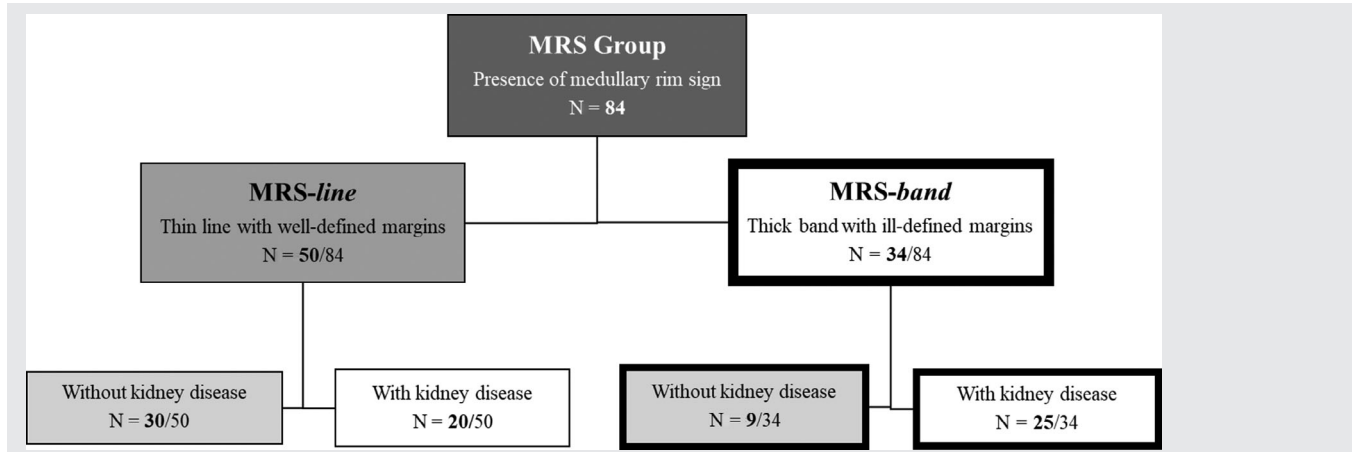 MRS Group
Presence of medullary rim sign
N = 84
MRS-line
Thin line with well-defined margins
N = 50/84
MRS-band
Thick band with ill-defined margins
N = 34/84
Without kidney disease
N = 30/50
With kidney disease
N = 20/50
Without kidney disease
N = 9/34
With kidney disease
N = 25/34